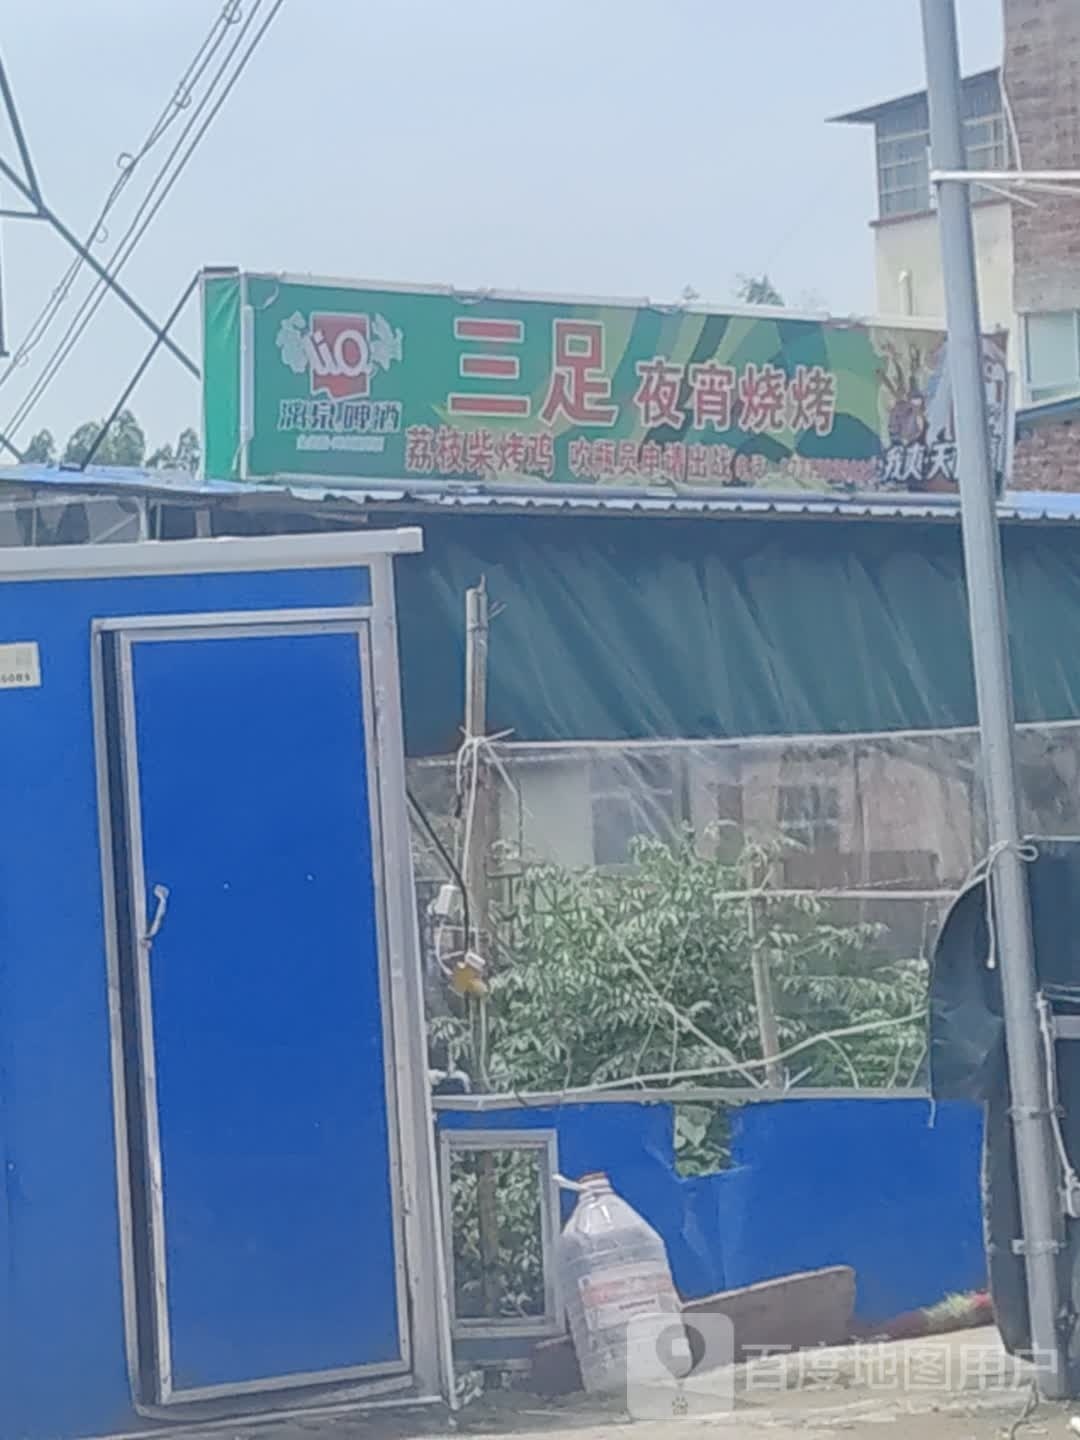 三足 夜宵烧烤
漓泉啤酒
荔枝柴烤鸡 吹瓶员申请出战
百度地图用户